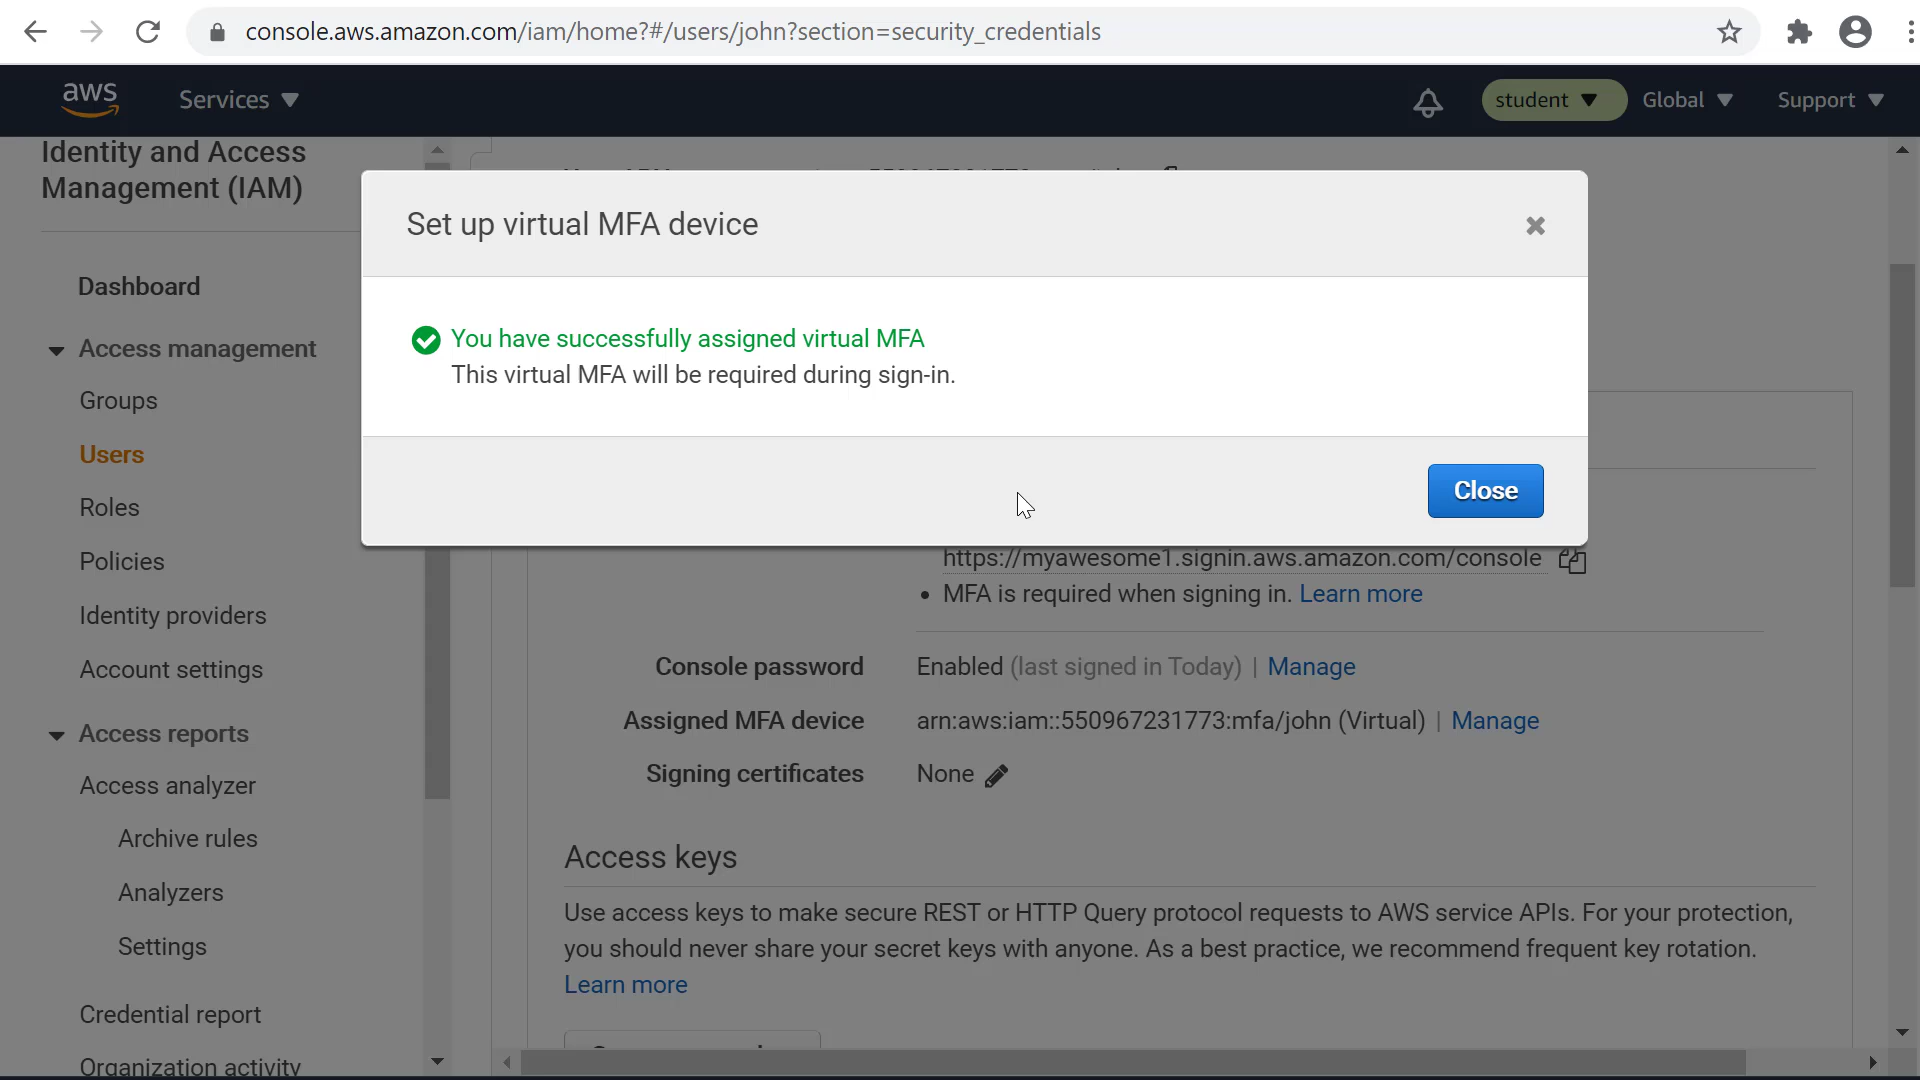 console.aws.amazon.com/iam/home?#/users/john?section=security_credentials
aws
Services
student
Global
Support
Identity and Access
Management (IAM)
Dashboard
Access management
Groups
Users
Roles
Policies
Identity providers
Account settings
Access reports
Access analyzer
Archive rules
Analyzers
Settings
Credential report
Organization activity
Set up virtual MFA device
You have successfully assigned virtual MFA
This virtual MFA will be required during sign-in.
Close
https://myawesome1.signin.aws.amazon.com/console
• MFA is required when signing in. Learn more
Console password Enabled (last signed in Today) | Manage
Assigned MFA device arn:aws:iam::550967231773:mfa/john (Virtual) | Manage
Signing certificates None
Access keys
Use access keys to make secure REST or HTTP Query protocol requests to AWS service APIs. For your protection,
you should never share your secret keys with anyone. As a best practice, we recommend frequent key rotation.
Learn more